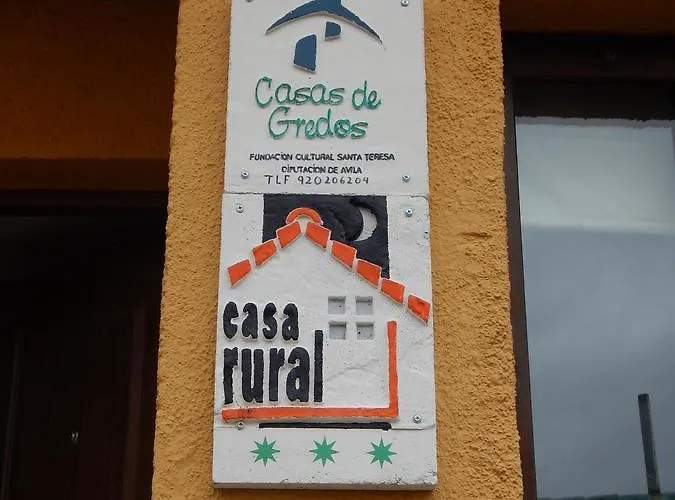 Casas de
Gredos
FUNDACION CULTURAL SANTA TERESA
DIPUTACION DE AVILA
TLF 920206204
casa
rural